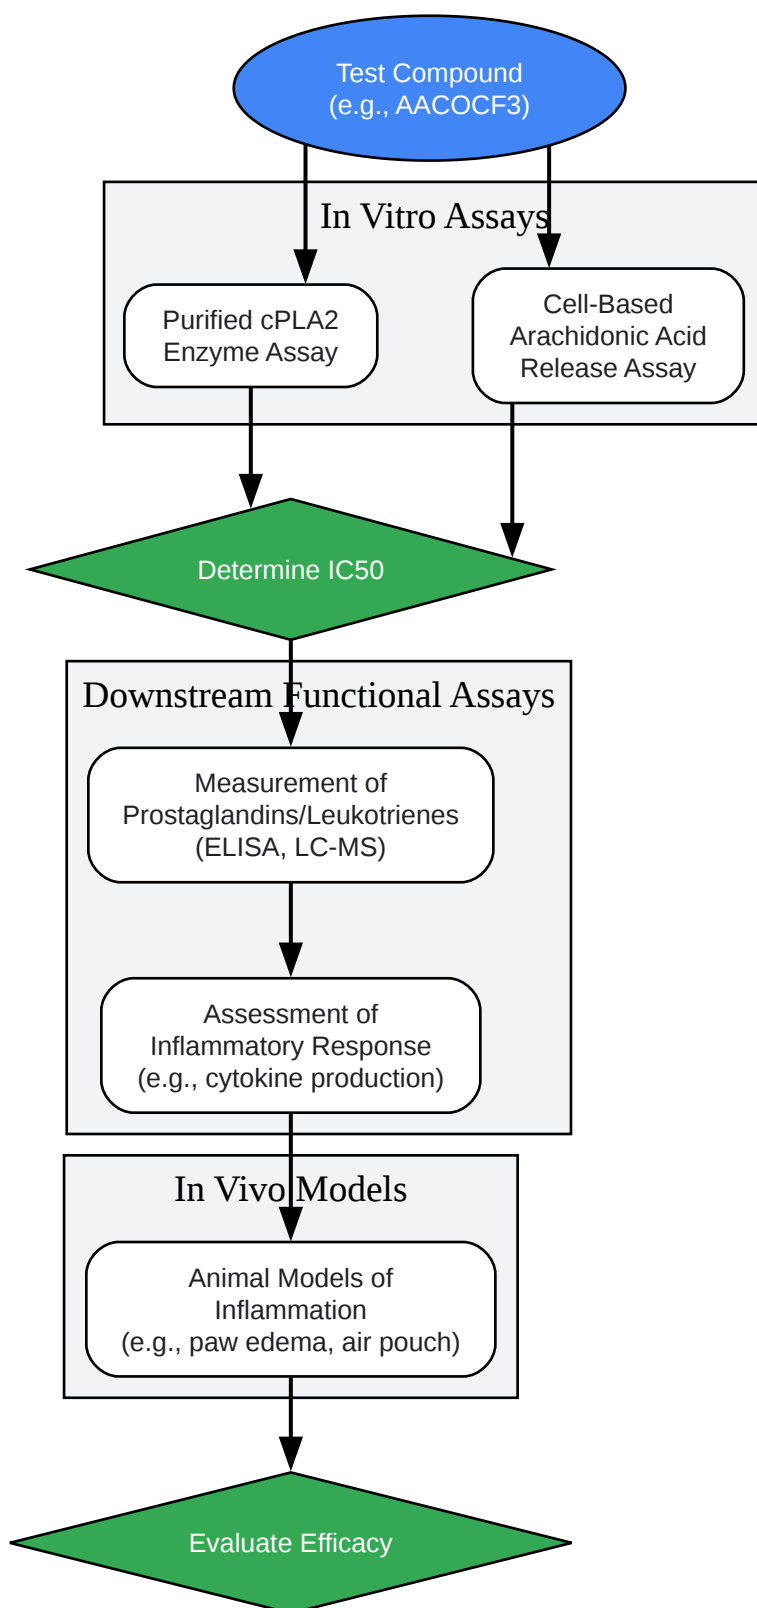 Test Compound
(e.g., AACOCF3)
In Vitro Assays
Purified cPLA2
Enzyme Assay
Cell-Based
Arachidonic Acid
Release Assay
Determine IC50
Downstream Functional Assays
Measurement of
Prostaglandins/Leukotrienes
(ELISA, LC-MS)
Assessment of
Inflammatory Response
(e.g., cytokine production)
In Vivo Models
Animal Models of
Inflammation
(e.g., paw edema, air pouch)
Evaluate Efficacy